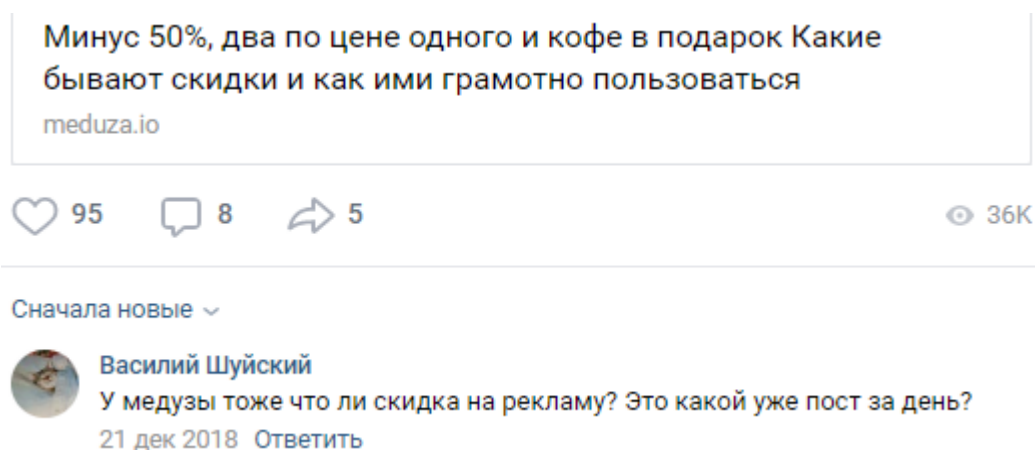 Минус 50%, два по цене одного и кофе в подарок Какие
бывают скидки и как ими грамотно пользоваться
meduza.io
95 8 5 36K
Сначала новые
Василий Шуйский
У медузы тоже что ли скидка на рекламу? Это какой уже пост за день?
21 дек 2018 Ответить